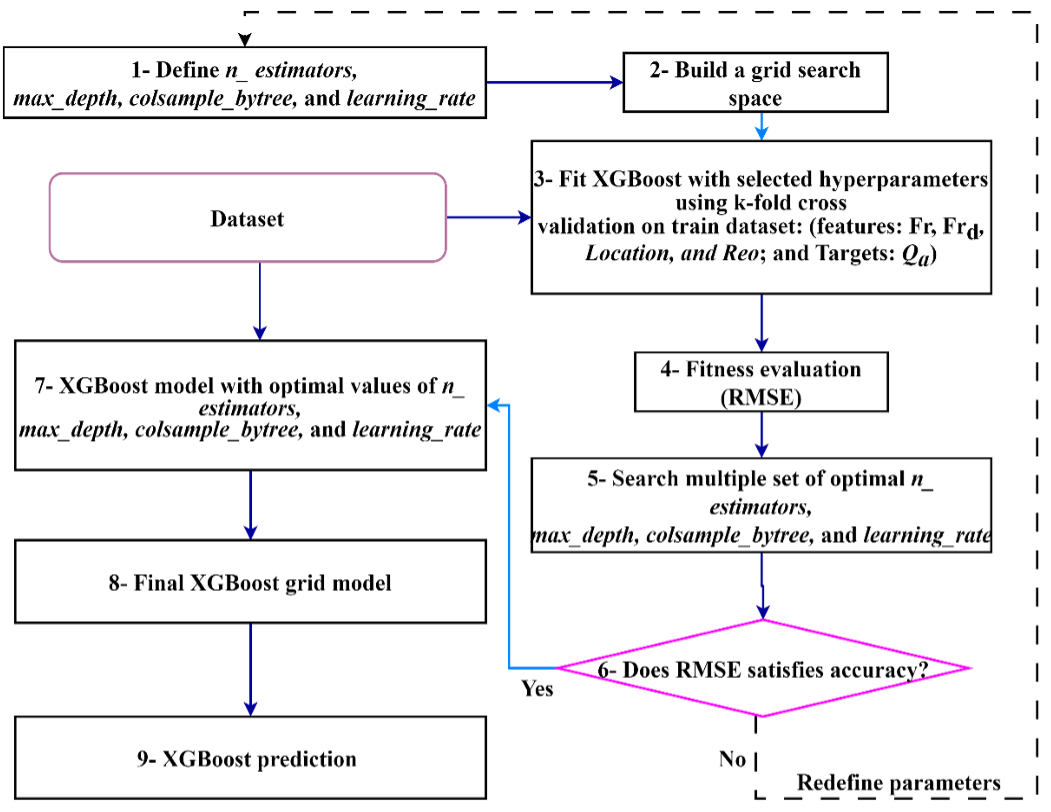 1- Define n_ estimators,
max_depth, colsample_bytree, and learning_rate
2- Build a grid search
space
Dataset
3- Fit XGBoost with selected hyperparameters
using k-fold cross
validation on train dataset: (features: Fr, Frd,
Location, and Reo; and Targets: Qa)
4- Fitness evaluation
(RMSE)
5- Search multiple set of optimal n_
estimators,
max_depth, colsample_bytree, and learning_rate
6- Does RMSE satisfies accuracy?
Yes
No
Redefine parameters
7- XGBoost model with optimal values of n_
estimators,
max_depth, colsample_bytree, and learning_rate
8- Final XGBoost grid model
9- XGBoost prediction